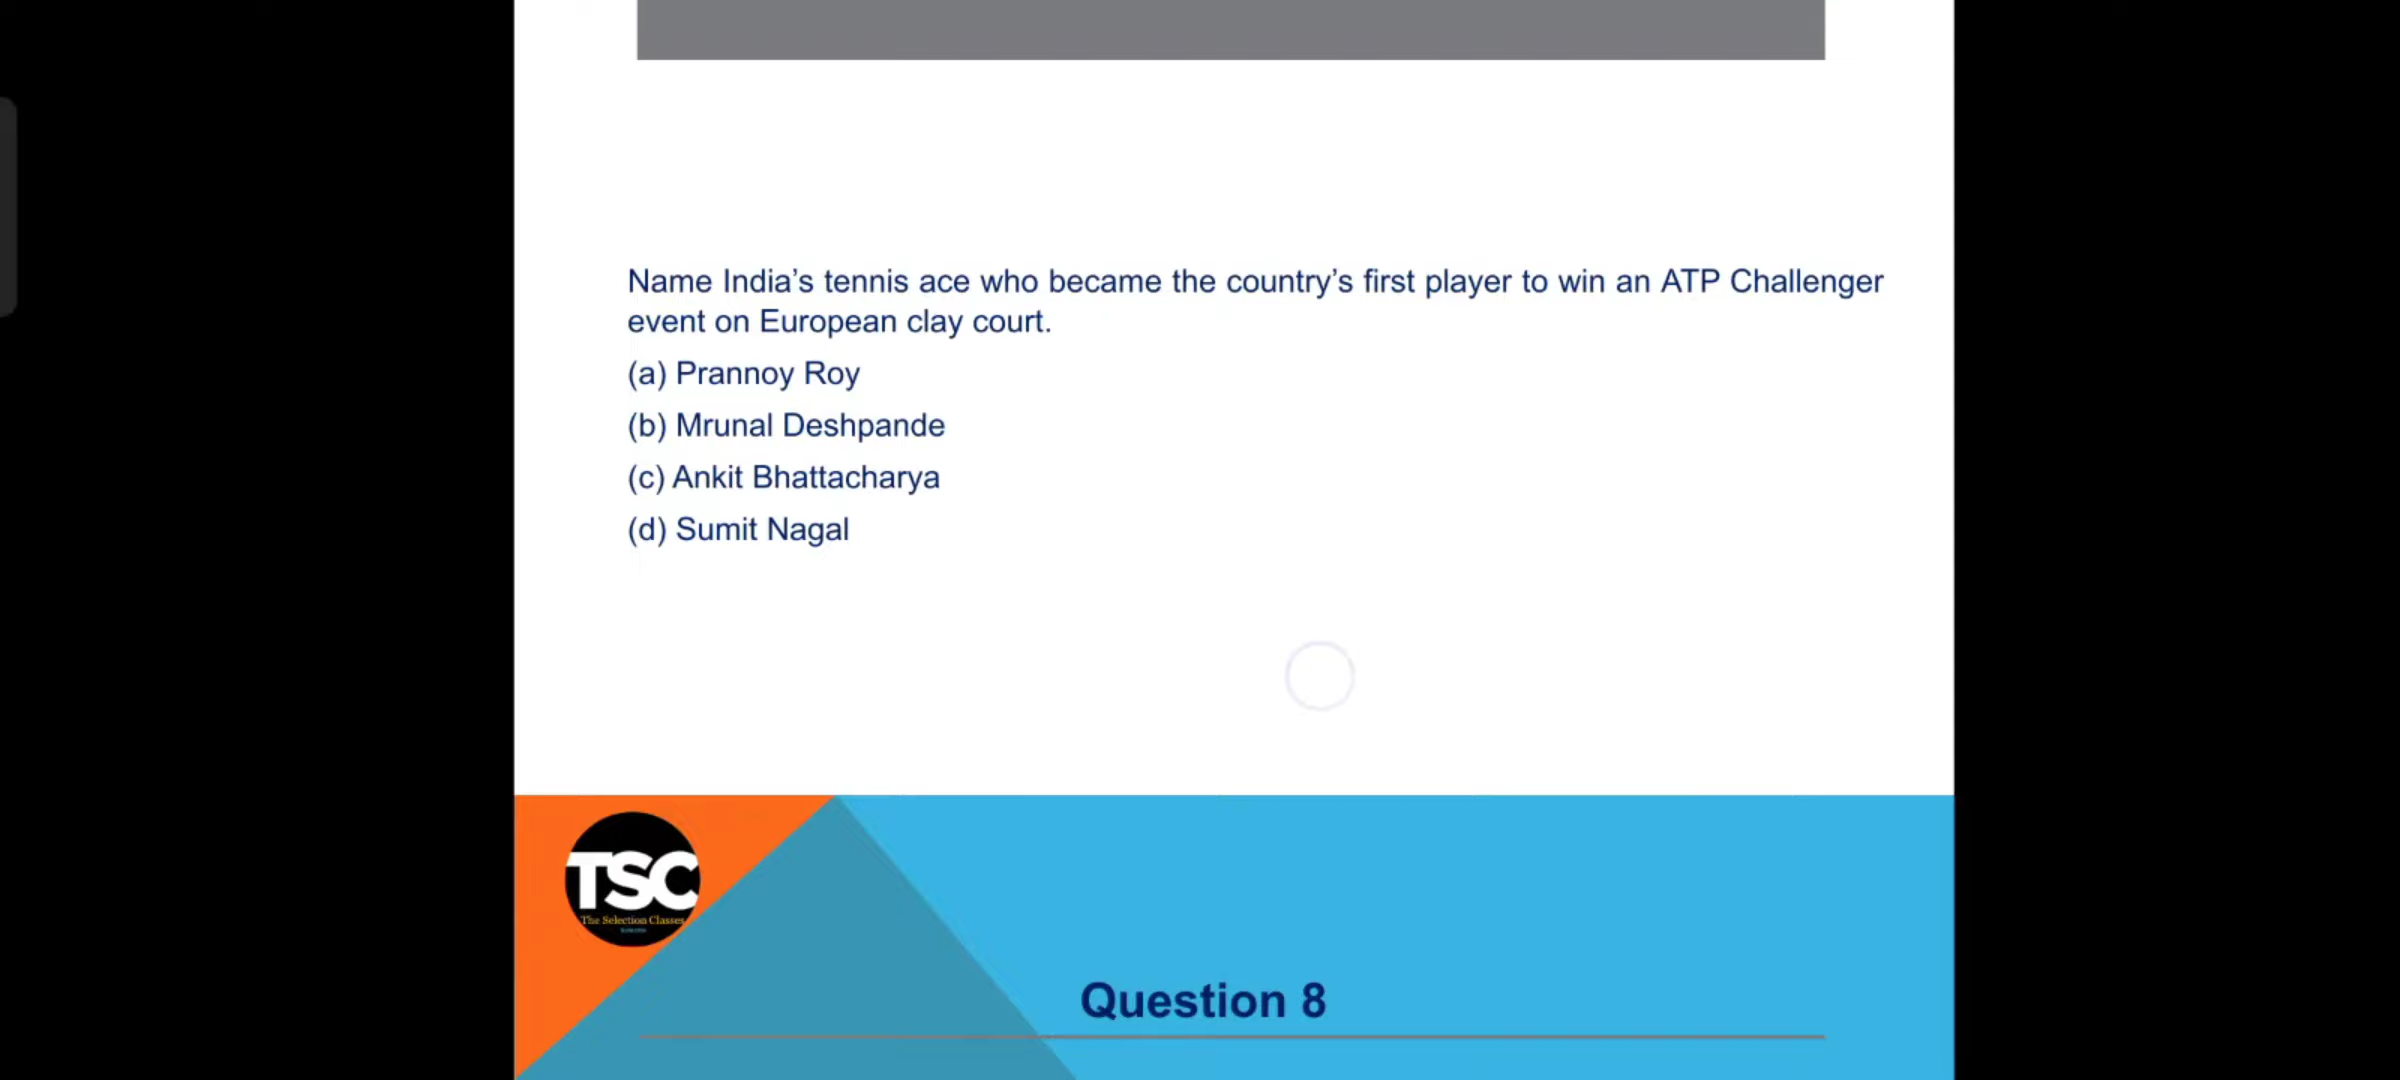 Name India’s tennis ace who became the country’s first player to win an ATP Challenger
event on European clay court.
(a) Prannoy Roy
(b) Mrunal Deshpande
(c) Ankit Bhattacharya
(d) Sumit Nagal
TSC
The Selection Classes
Question 8